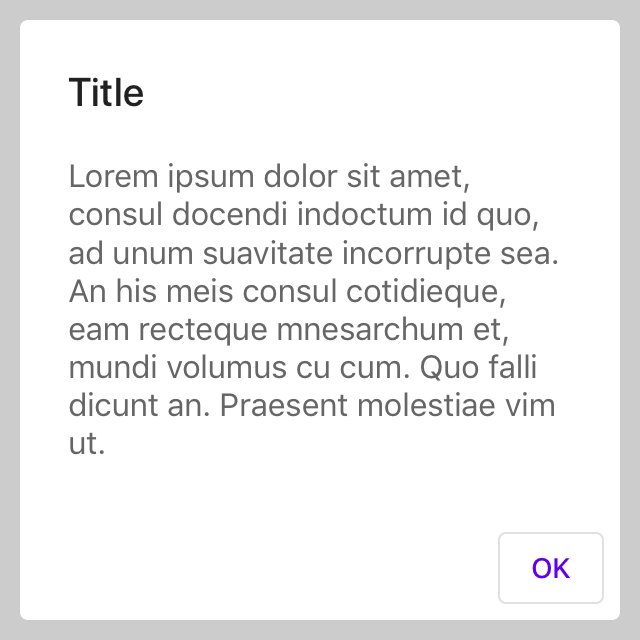 Title
Lorem ipsum dolor sit amet,
consul docendi indoctum id quo,
ad unum suavitate incorrupte sea.
An his meis consul cotidieque,
eam recteque mnesarchum et,
mundi volumus cu cum. Quo falli
dicunt an. Praesent molestiae vim
ut.
OK